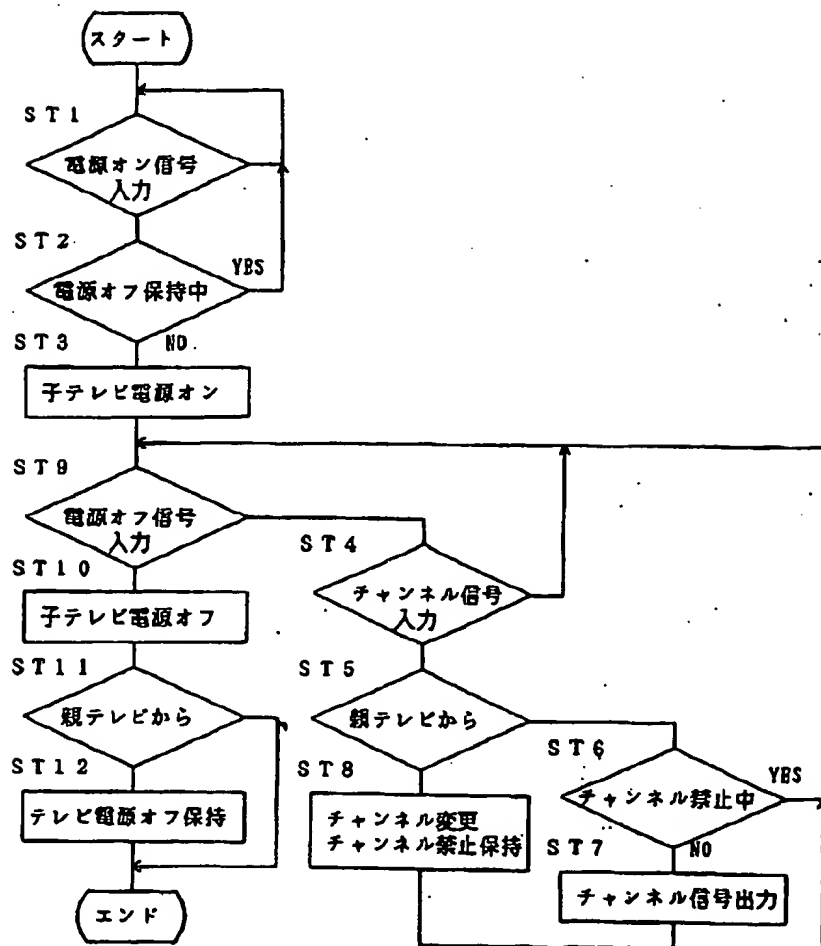 スタート
ST1
電源オン信号
入力
ST2
電源オフ保持中
YBS
ST3
NO
子テレビ電源オン
ST9
電源オフ信号
入力
ST10
子テレビ電源オフ
ST11
親テレビから
ST12
テレビ電源オフ保持
エンド
ST4
チャンネル信号
入力
ST5
親テレビから
ST8
チャンネル変更
チャンネル禁止保持
ST6
チャンネル禁止中
YBS
ST7
NO
チャンネル信号出力